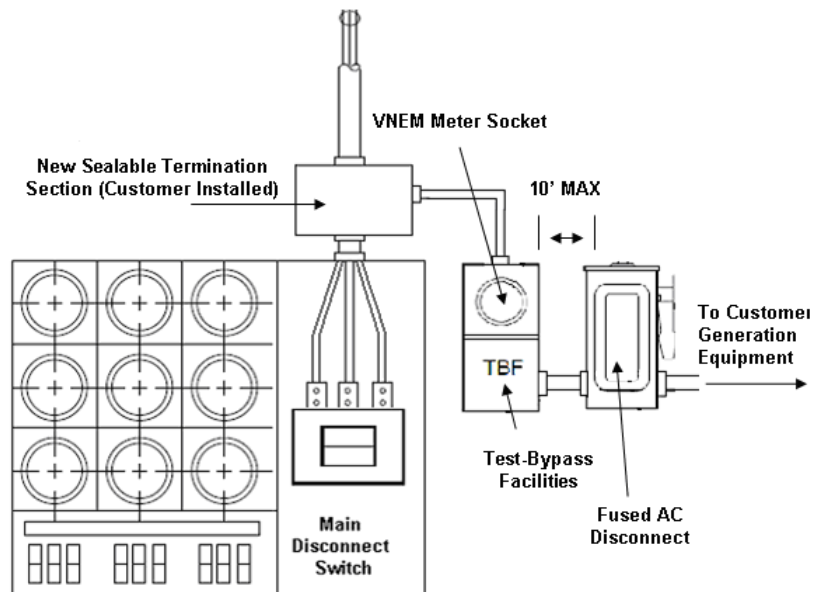 VNEM Meter Socket
New Sealable Termination
Section (Customer Installed)
10' MAX
To Customer
Generation
Equipment
TBF
Test-Bypass
Facilities
Fused AC
Disconnect
Main
Disconnect
Switch